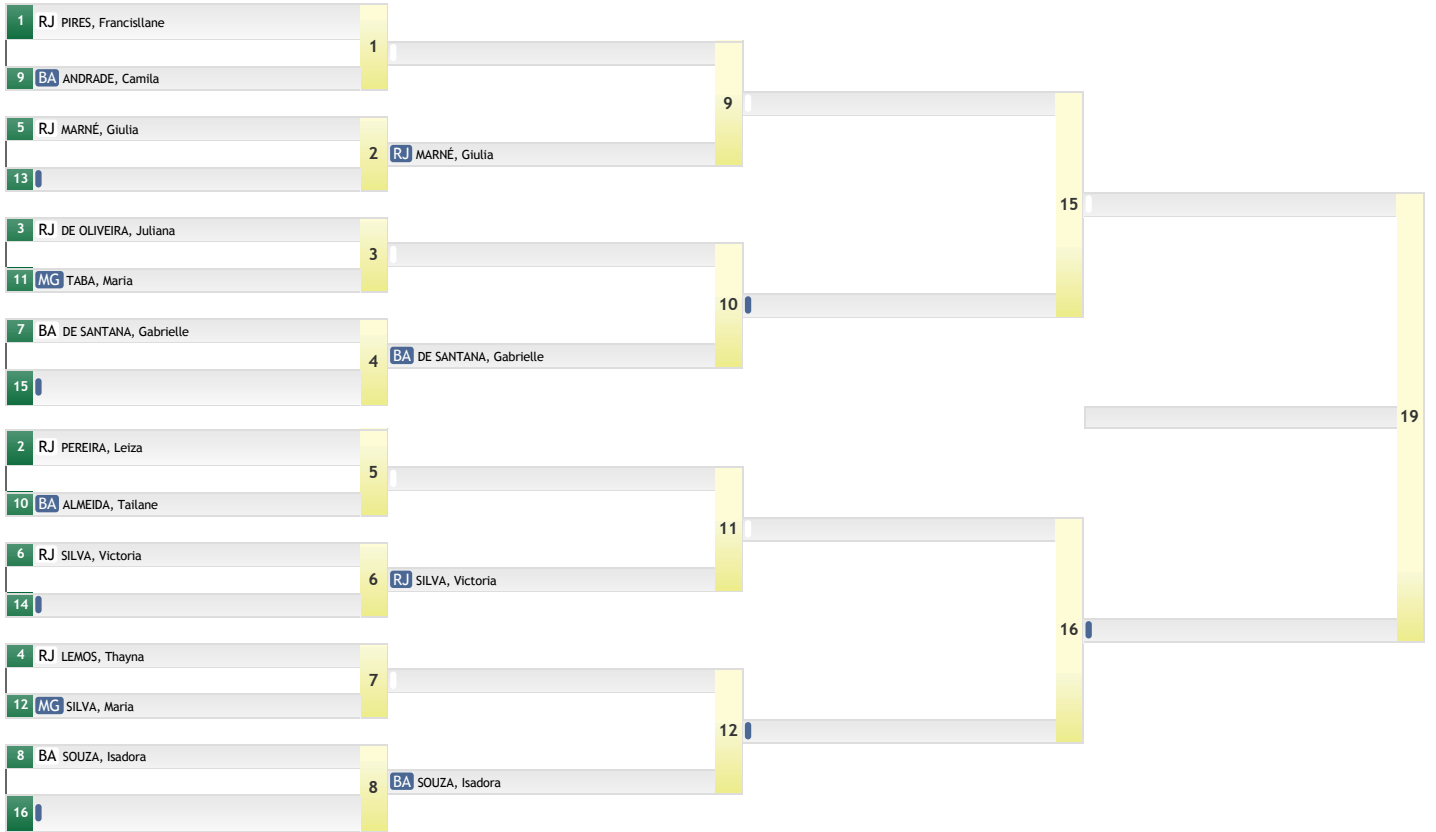 1 RJ PIRES, Francisllane
1
9 BA ANDRADE, Camila
9
5 RJ MARNÉ, Giulia
2 RJ MARNÉ, Giulia
13
3 RJ DE OLIVEIRA, Juliana
15
3
11 MG TABA, Maria
10
7 BA DE SANTANA, Gabrielle
4 BA DE SANTANA, Gabrielle
15
19
2 RJ PEREIRA, Leiza
5
10 BA ALMEIDA, Tailane
11
6 RJ SILVA, Victoria
6 RJ SILVA, Victoria
14
16
4 RJ LEMOS, Thayna
7
12 MG SILVA, Maria
12
8 BA SOUZA, Isadora
8 BA SOUZA, Isadora
16